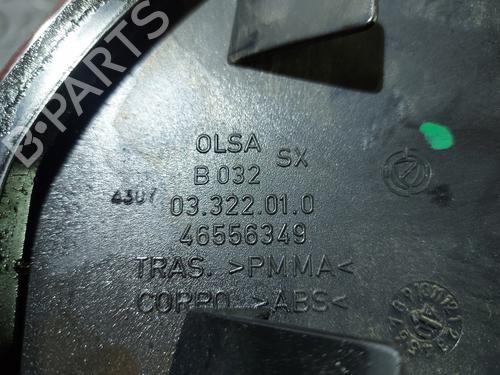 B-PARTS
OLSA SX
B 032
4307
03.322.01.0
46556349
TRAS. >PMMA<
CORPO. >ABS<